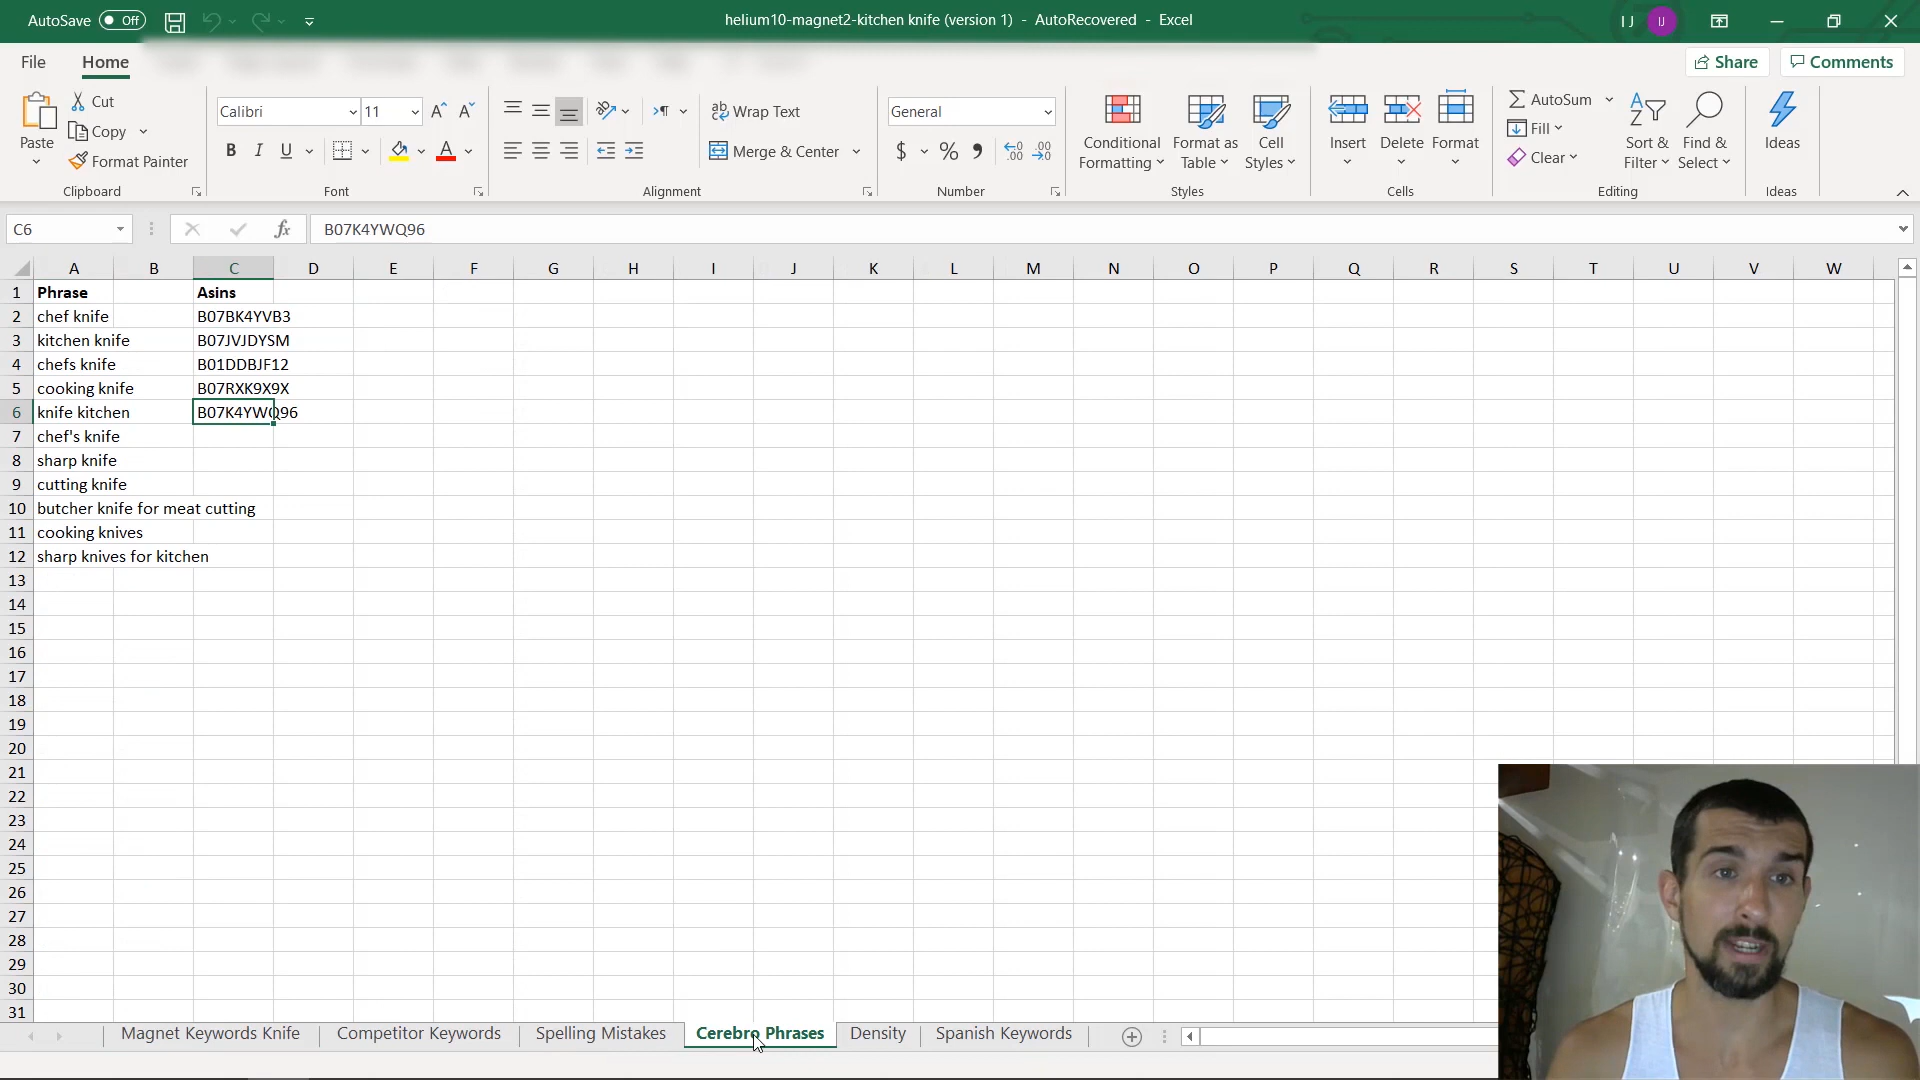 AutoSave Off
helium10-magnet2-kitchen knife (version 1) - AutoRecovered - Excel
I J
IJ
File Home
Share Comments
Paste
Cut
Copy
Format Painter
Clipboard
Calibri 11
B I U
Font
Wrap Text
Merge & Center
Alignment
General
$ % ,
Number
Conditional Formatting
Format as Table
Cell Styles
Styles
Insert Delete Format
Cells
AutoSum
Fill
Clear
Sort & Filter
Find & Select
Editing
Ideas
Ideas
C6 fx B07K4YWQ96
A B C D E F G H I J K L M N O P Q R S T U V W
1 Phrase Asins
2 chef knife B07BK4YVB3
3 kitchen knife B07JVJDYSM
4 chefs knife B01DDBJF12
5 cooking knife B07RXK9X9X
6 knife kitchen B07K4YWQ96
7 chef's knife
8 sharp knife
9 cutting knife
10 butcher knife for meat cutting
11 cooking knives
12 sharp knives for kitchen
13
14
15
16
17
18
19
20
21
22
23
24
25
26
27
28
29
30
31
Magnet Keywords Knife Competitor Keywords Spelling Mistakes Cerebro Phrases Density Spanish Keywords